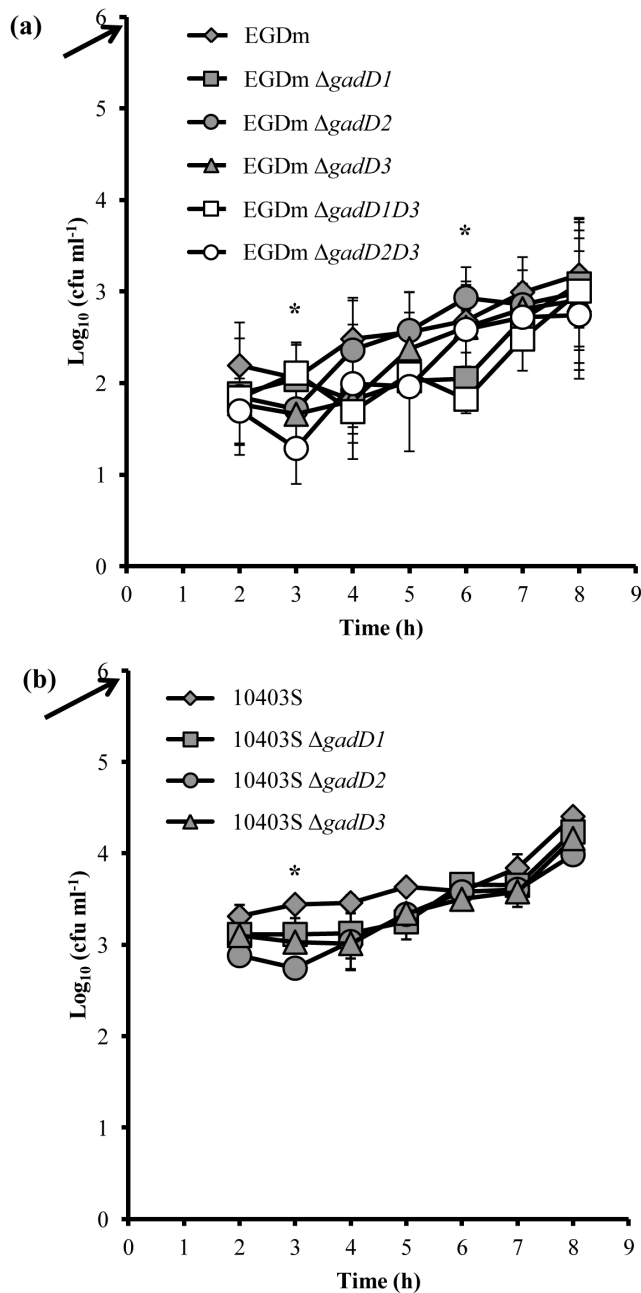 (a)
EGDm
EGDm ΔgadD1
EGDm ΔgadD2
EGDm ΔgadD3
EGDm ΔgadD1D3
EGDm ΔgadD2D3
*
*
Log10 (cfu ml-1)
6
5
4
3
2
1
0
0 1 2 3 4 5 6 7 8 9
Time (h)
(b)
10403S
10403S ΔgadD1
10403S ΔgadD2
10403S ΔgadD3
*
Log10 (cfu ml-1)
6
5
4
3
2
1
0
0 1 2 3 4 5 6 7 8 9
Time (h)